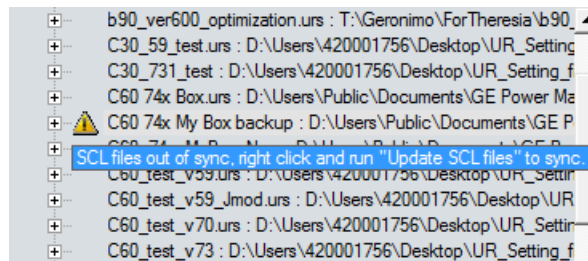 b90_ver600_optimization.urs : T:\Geronimo\ForTheresia\b90_
C30_59_test.urs : D:\Users\420001756\Desktop\UR_Setting
C30_731_test : D:\Users\420001756\Desktop\UR_Setting_f
C60 74x Box.urs : D:\Users\Public\Documents\GE Power Ma
C60 74x My Box backup : D:\Users\Public\Documents\GE P
SCL files out of sync, right click and run "Update SCL files" to sync.
C60_test_v59.urs : D:\Users\420001756\Desktop\UR_Settin
C60_test_v59_Jmod.urs : D:\Users\420001756\Desktop\UR
C60_test_v70.urs : D:\Users\420001756\Desktop\UR_Settin
C60_test_v73 : D:\Users\420001756\Desktop\UR_Setting_f